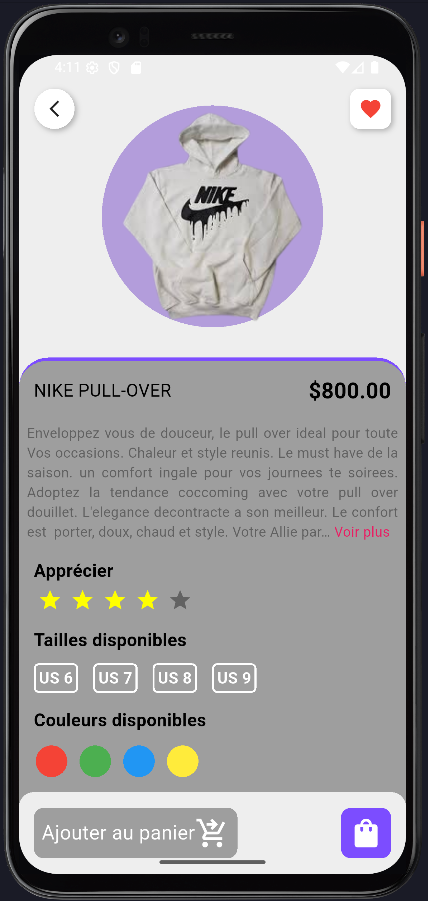 4:11
NIKE
NIKE PULL-OVER
$800.00
Enveloppez vous de douceur, le pull over ideal pour toute
Vos occasions. Chaleur et style reunis. Le must have de la
saison. un comfort ingale pour vos journees te soirees.
Adoptez la tendance coccoming avec votre pull over
douillet. L'elegance decontracte a son meilleur. Le confort
est porter, doux, chaud et style. Votre Allie par... Voir plus
Apprécier
Tailles disponibles
US 6
US 7
US 8
US 9
Couleurs disponibles
Ajouter au panier